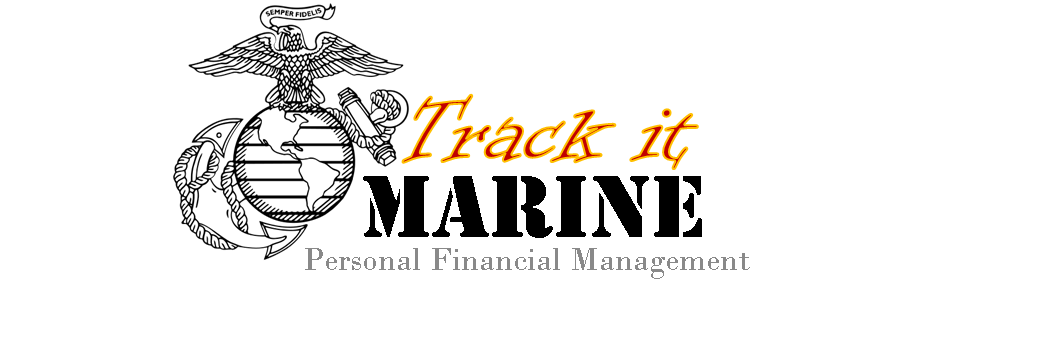 SEMPER FIDELIS
Track it
MARINE
Personal Financial Management